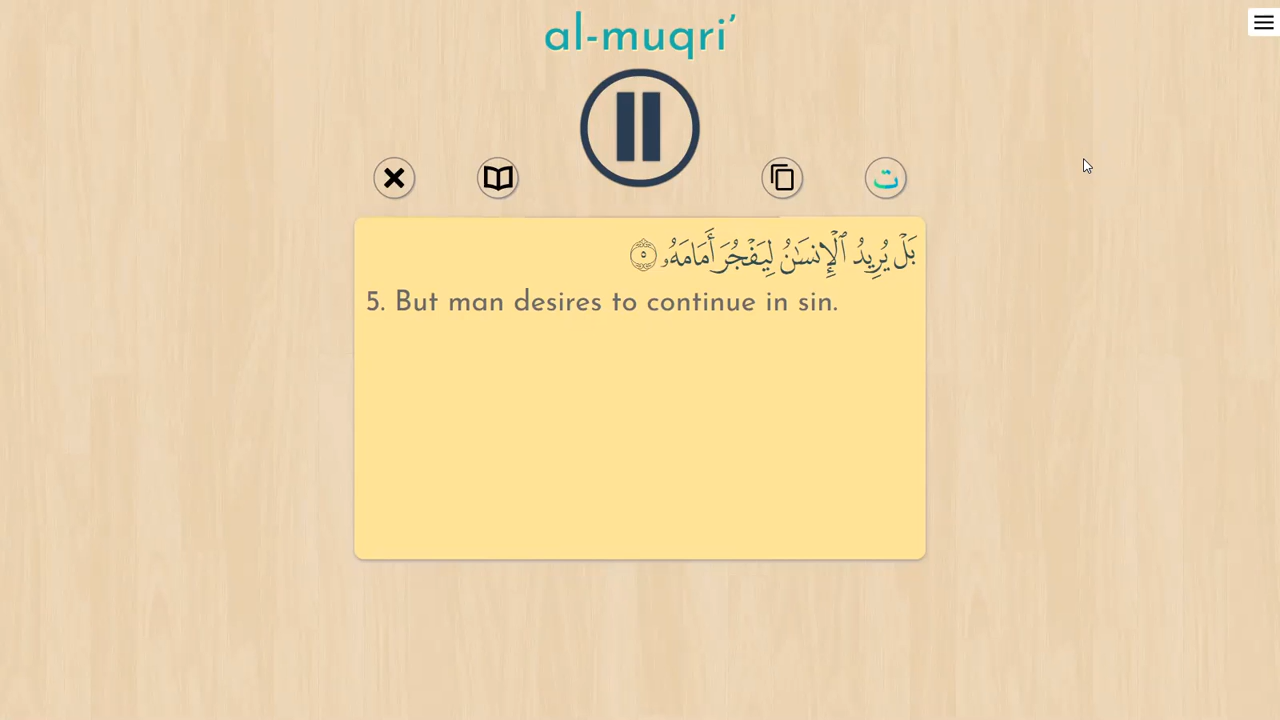 al-muqri’
ت
بَلْ يُرِيدُ ٱلْإِنسَـٰنُ لِيَفْجُرَ أَمَامَهُۥ ٥
5. But man desires to continue in sin.